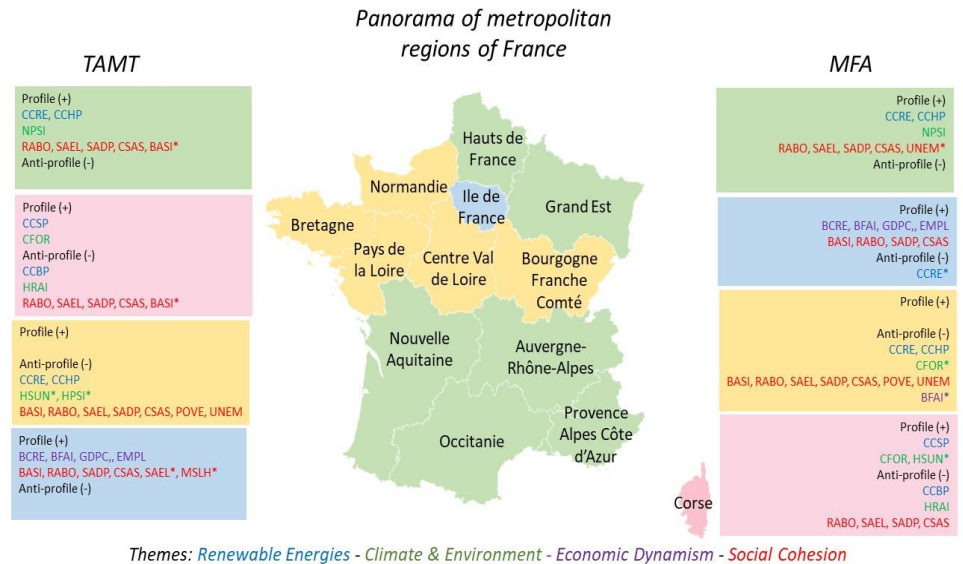 Panorama of metropolitan
regions of France
TAMT
Profile (+)
CCRE, CCHP
NPSI
RABO, SAEL, SADP, CSAS, BASI*
Anti-profile (-)
Profile (+)
CCSP
CFOR
Anti-profile (-)
CCBP
HRAI
RABO, SAEL, SADP, CSAS, BASI*
Profile (+)
Anti-profile (-)
CCRE, CCHP
HSUN*, HPSI*
BASI, RABO, SAEL, SADP, CSAS, POVE, UNEM
Profile (+)
BCRE, BFAI, GDPC,, EMPL
BASI, RABO, SADP, CSAS, SAEL*, MSLH*
Anti-profile (-)
Hauts de
France
Normandie
Ile de
France
Grand Est
Bretagne
Pays de
la Loire
Centre Val
de Loire
Bourgogne
Franche
Comté
Nouvelle
Aquitaine
Auvergne-
Rhône-Alpes
Occitanie
Provence
Alpes Côte
d'Azur
Corse
MFA
Profile (+)
CCRE, CCHP
NPSI
RABO, SAEL, SADP, CSAS, UNEM*
Anti-profile (-)
Profile (+)
BCRE, BFAI, GDPC,, EMPL
BASI, RABO, SADP, CSAS
Anti-profile (-)
CCRE*
Profile (+)
Anti-profile (-)
CCRE, CCHP
CFOR*
BASI, RABO, SAEL, SADP, CSAS, POVE, UNEM
BFAI*
Profile (+)
CCSP
CFOR, HSUN*
Anti-profile (-)
CCBP
HRAI
RABO, SAEL, SADP, CSAS
Themes: Renewable Energies - Climate & Environment - Economic Dynamism - Social Cohesion